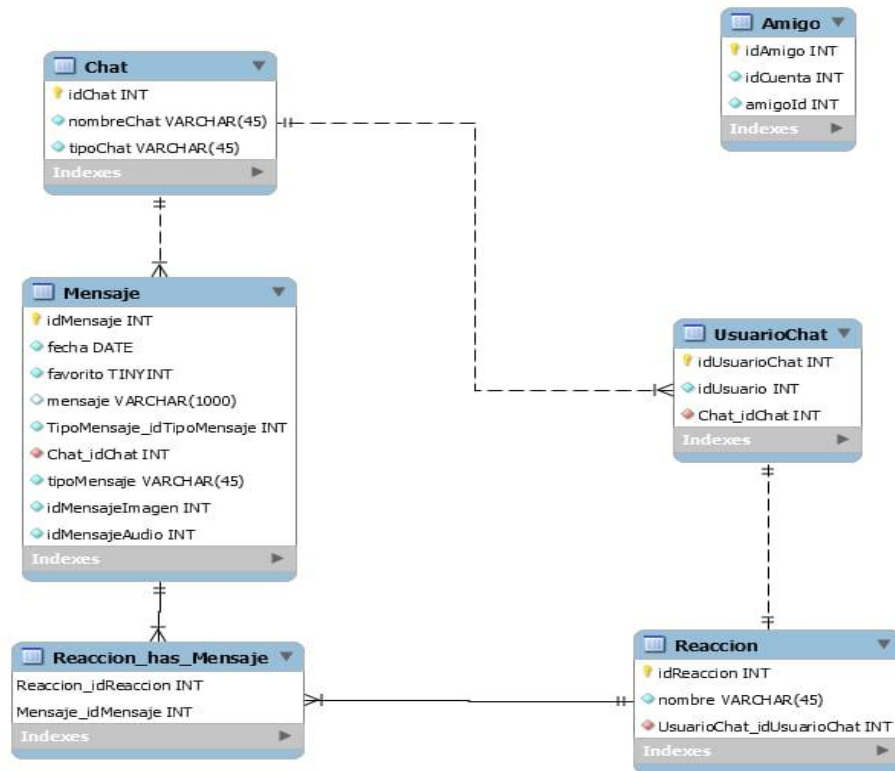 Amigo
idAmigo INT
idCuenta INT
amigoId INT
Indexes
Chat
idChat INT
nombreChat VARCHAR(45)
tipoChat VARCHAR(45)
Indexes
Mensaje
idMensaje INT
fecha DATE
favorito TINYINT
mensaje VARCHAR(1000)
TipoMensaje_idTipoMensaje INT
Chat_idChat INT
tipoMensaje VARCHAR(45)
idMensajeImagen INT
idMensajeAudio INT
Indexes
UsuarioChat
idUsuarioChat INT
idUsuario INT
Chat_idChat INT
Indexes
Reaccion_has_Mensaje
Reaccion_idReaccion INT
Mensaje_idMensaje INT
Indexes
Reaccion
idReaccion INT
nombre VARCHAR(45)
UsuarioChat_idUsuarioChat INT
Indexes